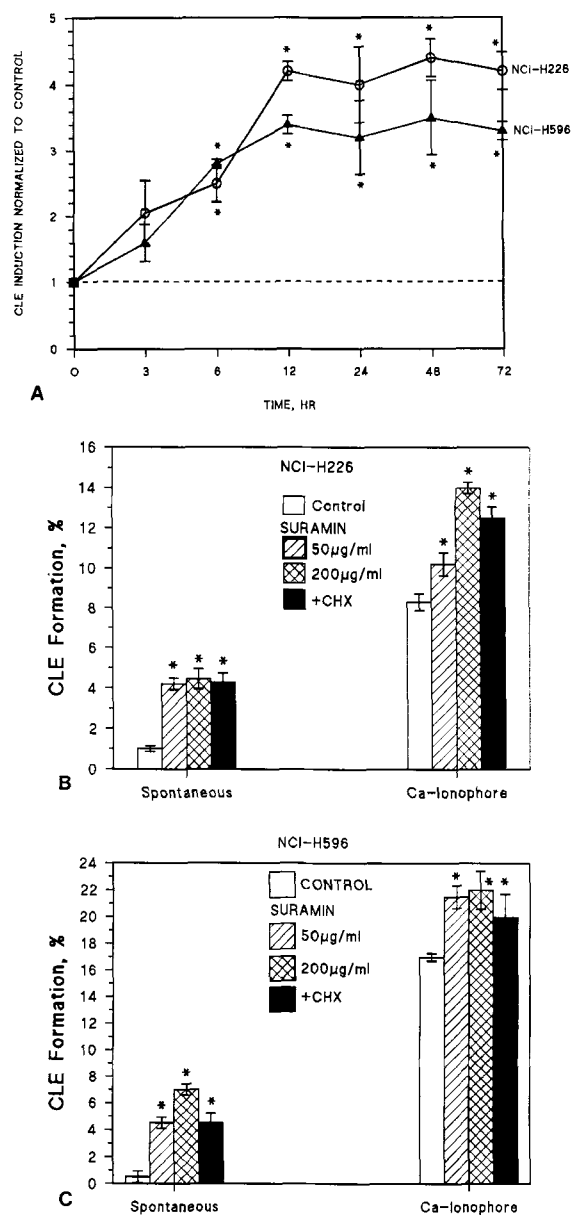 5
4
3
2
1
0
CLE INDUCTION NORMALIZED TO CONTROL
* * * * *
* * * * *
NCi-H226
NCi-H596
0 3 6 12 24 48 72
TIME, HR
A
16
14
12
10
8
6
4
2
0
CLE Formation, %
NCI-H226
Control
SURAMIN
50µg/ml
200µg/ml
+CHX
* * *
* * *
Spontaneous Ca-Ionophore
B
NCI-H596
24
22
20
18
16
14
12
10
8
6
4
2
0
CLE Formation, %
CONTROL
SURAMIN
50µg/ml
200µg/ml
+CHX
* * *
* * *
Spontaneous Ca-Ionophore
C